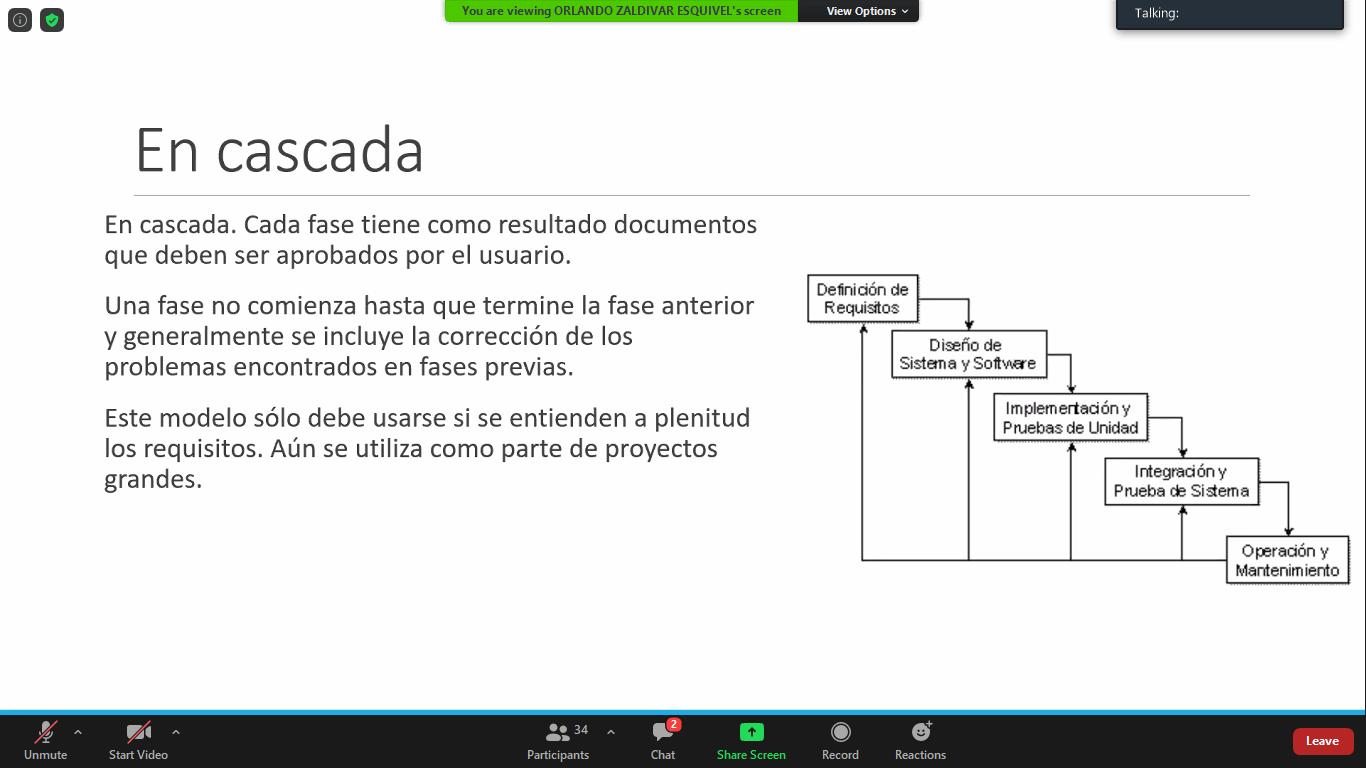 You are viewing ORLANDO ZALDIVAR ESQUIVEL's screen
View Options
Talking:
En cascada
En cascada. Cada fase tiene como resultado documentos
que deben ser aprobados por el usuario.
Una fase no comienza hasta que termine la fase anterior
y generalmente se incluye la corrección de los
problemas encontrados en fases previas.
Este modelo sólo debe usarse si se entienden a plenitud
los requisitos. Aún se utiliza como parte de proyectos
grandes.
Definición de
Requisitos
Diseño de
Sistema y Software
Implementación y
Pruebas de Unidad
Integración y
Prueba de Sistema
Operación y
Mantenimiento
Unmute
Start Video
Participants
34
Chat
2
Share Screen
Record
Reactions
Leave